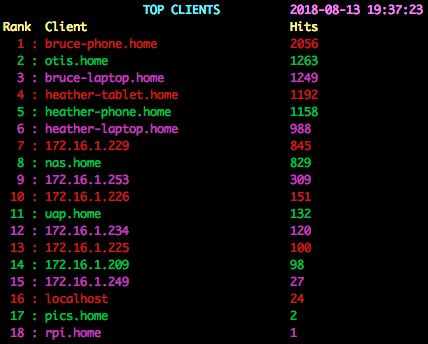 TOP CLIENTS 2018-08-13 19:37:23
Rank Client Hits
1 : bruce-phone.home 2056
2 : otis.home 1263
3 : bruce-laptop.home 1249
4 : heather-tablet.home 1192
5 : heather-phone.home 1158
6 : heather-laptop.home 988
7 : 172.16.1.229 845
8 : nas.home 829
9 : 172.16.1.253 309
10 : 172.16.1.226 151
11 : uap.home 132
12 : 172.16.1.234 120
13 : 172.16.1.225 100
14 : 172.16.1.209 98
15 : 172.16.1.249 27
16 : localhost 24
17 : pics.home 2
18 : rpi.home 1